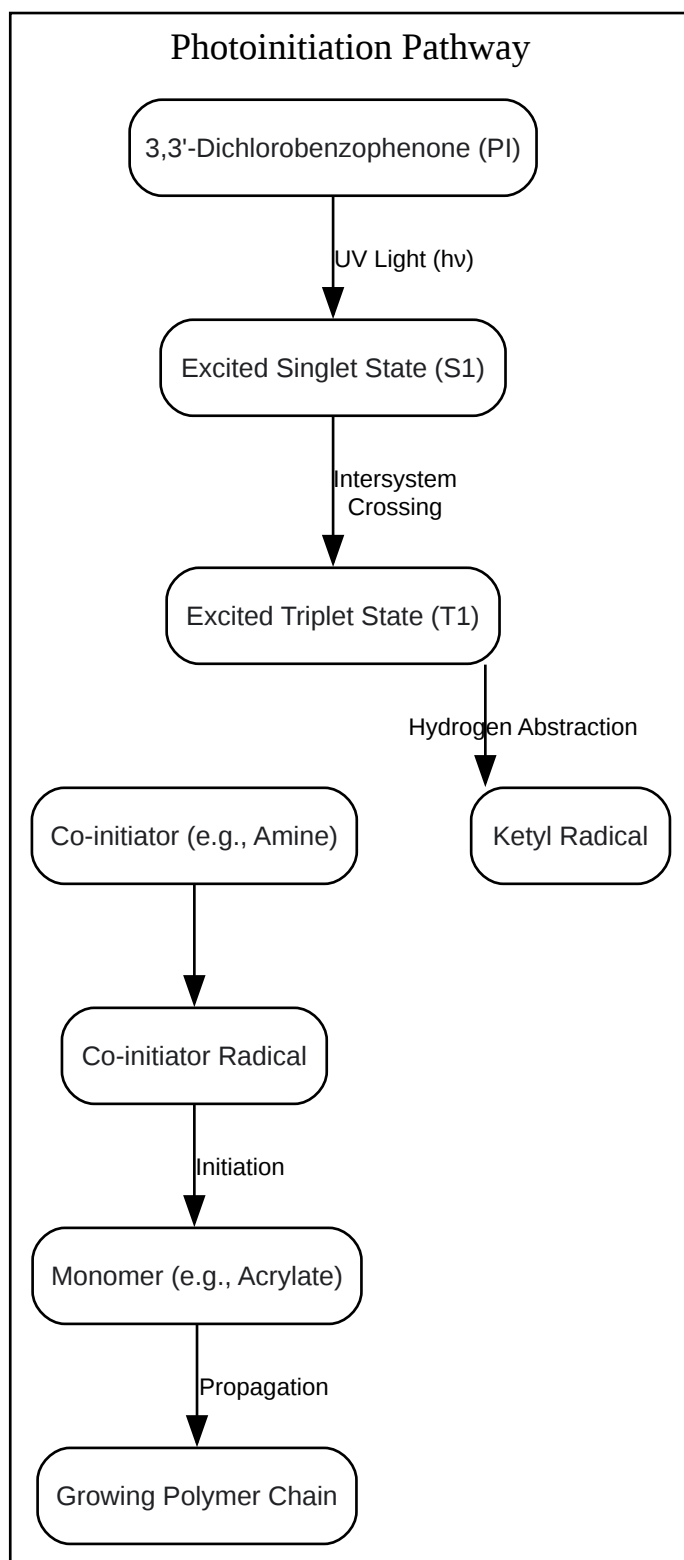 Photoinitiation Pathway
3,3'-Dichlorobenzophenone (PI)
UV Light (hν)
Excited Singlet State (S1)
Intersystem
Crossing
Excited Triplet State (T1)
Hydrogen Abstraction
Co-initiator (e.g., Amine)
Ketyl Radical
Co-initiator Radical
Initiation
Monomer (e.g., Acrylate)
Propagation
Growing Polymer Chain